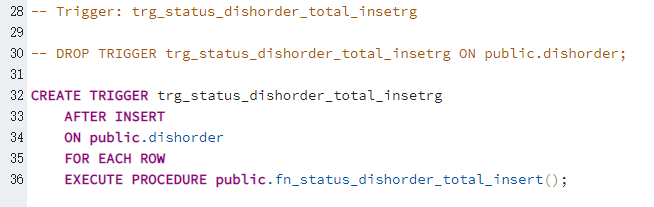 28 -- Trigger: trg_status_dishorder_total_insetrg
29
30 -- DROP TRIGGER trg_status_dishorder_total_insetrg ON public.dishorder;
31
32 CREATE TRIGGER trg_status_dishorder_total_insetrg
33 AFTER INSERT
34 ON public.dishorder
35 FOR EACH ROW
36 EXECUTE PROCEDURE public.fn_status_dishorder_total_insert();